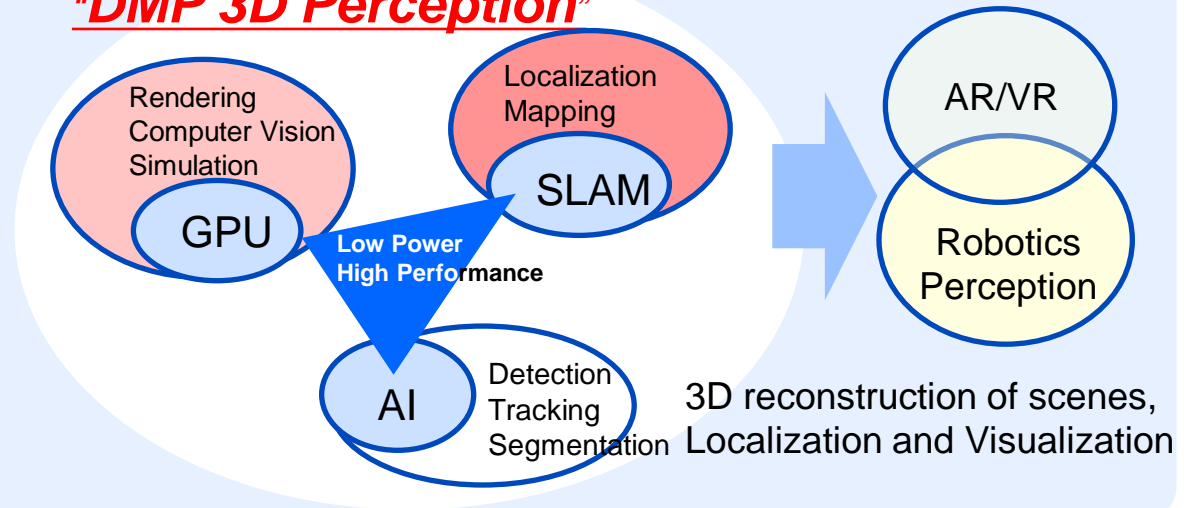 "DMP 3D Perception"
Rendering
Computer Vision
Simulation
GPU
Localization
Mapping
SLAM
Low Power
High Performance
AI
Detection
Tracking
Segmentation
AR/VR
Robotics
Perception
3D reconstruction of scenes,
Localization and Visualization